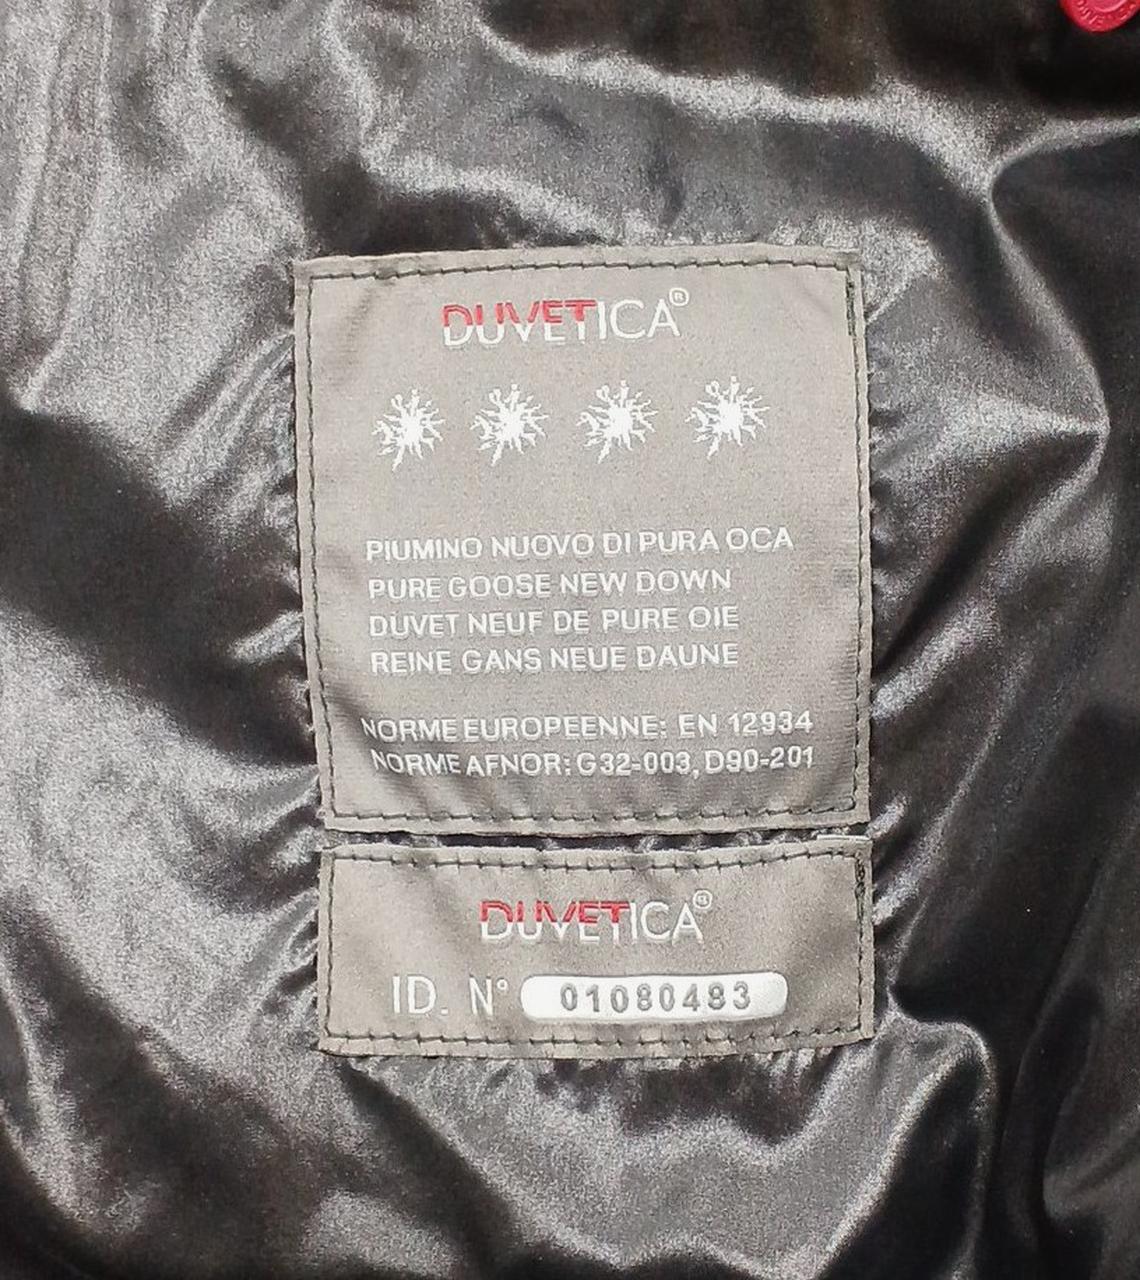 DUVETICA®
PIUMINO NUOVO DI PURA OCA
PURE GOOSE NEW DOWN
DUVET NEUF DE PURE OIE
REINE GANS NEUE DAUNE
NORME EUROPEENNE: EN 12934
NORME AFNOR: G32-003, D90-201
DUVETICA®
ID. N° 01080483